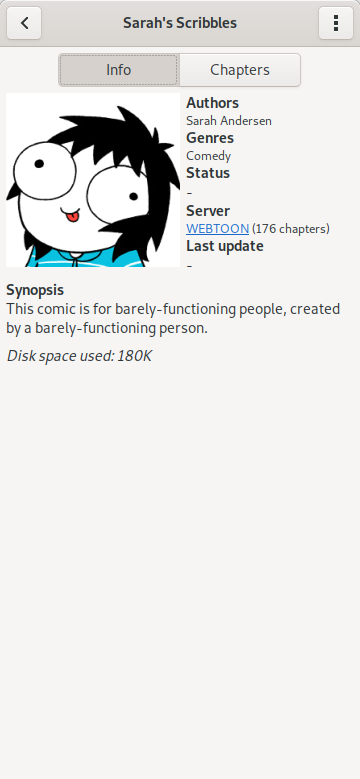 Sarah's Scribbles
Info
Chapters
Authors
Sarah Andersen
Genres
Comedy
Status
-
Server
WEBTOON (176 chapters)
Last update
-
Synopsis
This comic is for barely-functioning people, created
by a barely-functioning person.
Disk space used: 180K